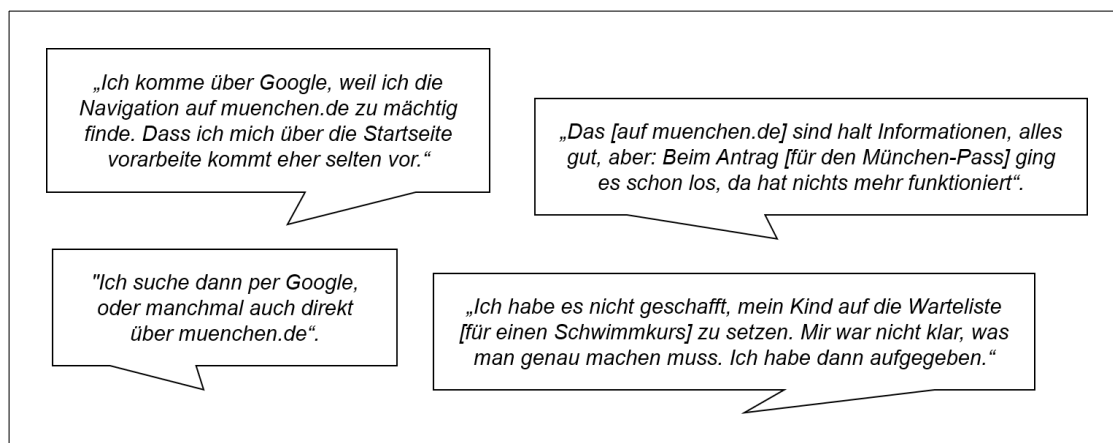 „Ich komme über Google, weil ich die
Navigation auf muenchen.de zu mächtig
finde. Dass ich mich über die Startseite
vorarbeite kommt eher selten vor.“
„Das [auf muenchen.de] sind halt Informationen, alles
gut, aber: Beim Antrag [für den München-Pass] ging
es schon los, da hat nichts mehr funktioniert“.
"Ich suche dann per Google,
oder manchmal auch direkt
über muenchen.de“.
„Ich habe es nicht geschafft, mein Kind auf die Warteliste
[für einen Schwimmkurs] zu setzen. Mir war nicht klar, was
man genau machen muss. Ich habe dann aufgegeben.“